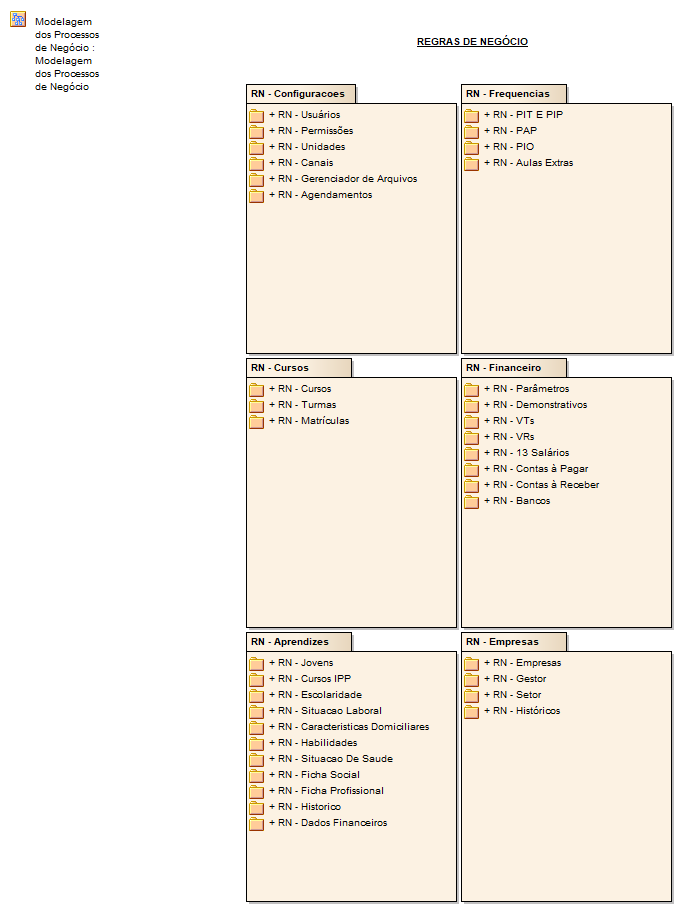 Modelagem
dos Processos
de Negócio :
Modelagem
dos Processos
de Negócio
REGRAS DE NEGÓCIO
RN - Configuracoes
+ RN - Usuários
+ RN - Permissões
+ RN - Unidades
+ RN - Canais
+ RN - Gerenciador de Arquivos
+ RN - Agendamentos
RN - Frequencias
+ RN - PIT E PIP
+ RN - PAP
+ RN - PIO
+ RN - Aulas Extras
RN - Cursos
+ RN - Cursos
+ RN - Turmas
+ RN - Matrículas
RN - Financeiro
+ RN - Parâmetros
+ RN - Demonstrativos
+ RN - VTs
+ RN - VRs
+ RN - 13 Salários
+ RN - Contas à Pagar
+ RN - Contas à Receber
+ RN - Bancos
RN - Aprendizes
+ RN - Jovens
+ RN - Cursos IPP
+ RN - Escolaridade
+ RN - Situacao Laboral
+ RN - Caracteristicas Domiciliares
+ RN - Habilidades
+ RN - Situacao De Saude
+ RN - Ficha Social
+ RN - Ficha Profissional
+ RN - Historico
+ RN - Dados Financeiros
RN - Empresas
+ RN - Empresas
+ RN - Gestor
+ RN - Setor
+ RN - Históricos